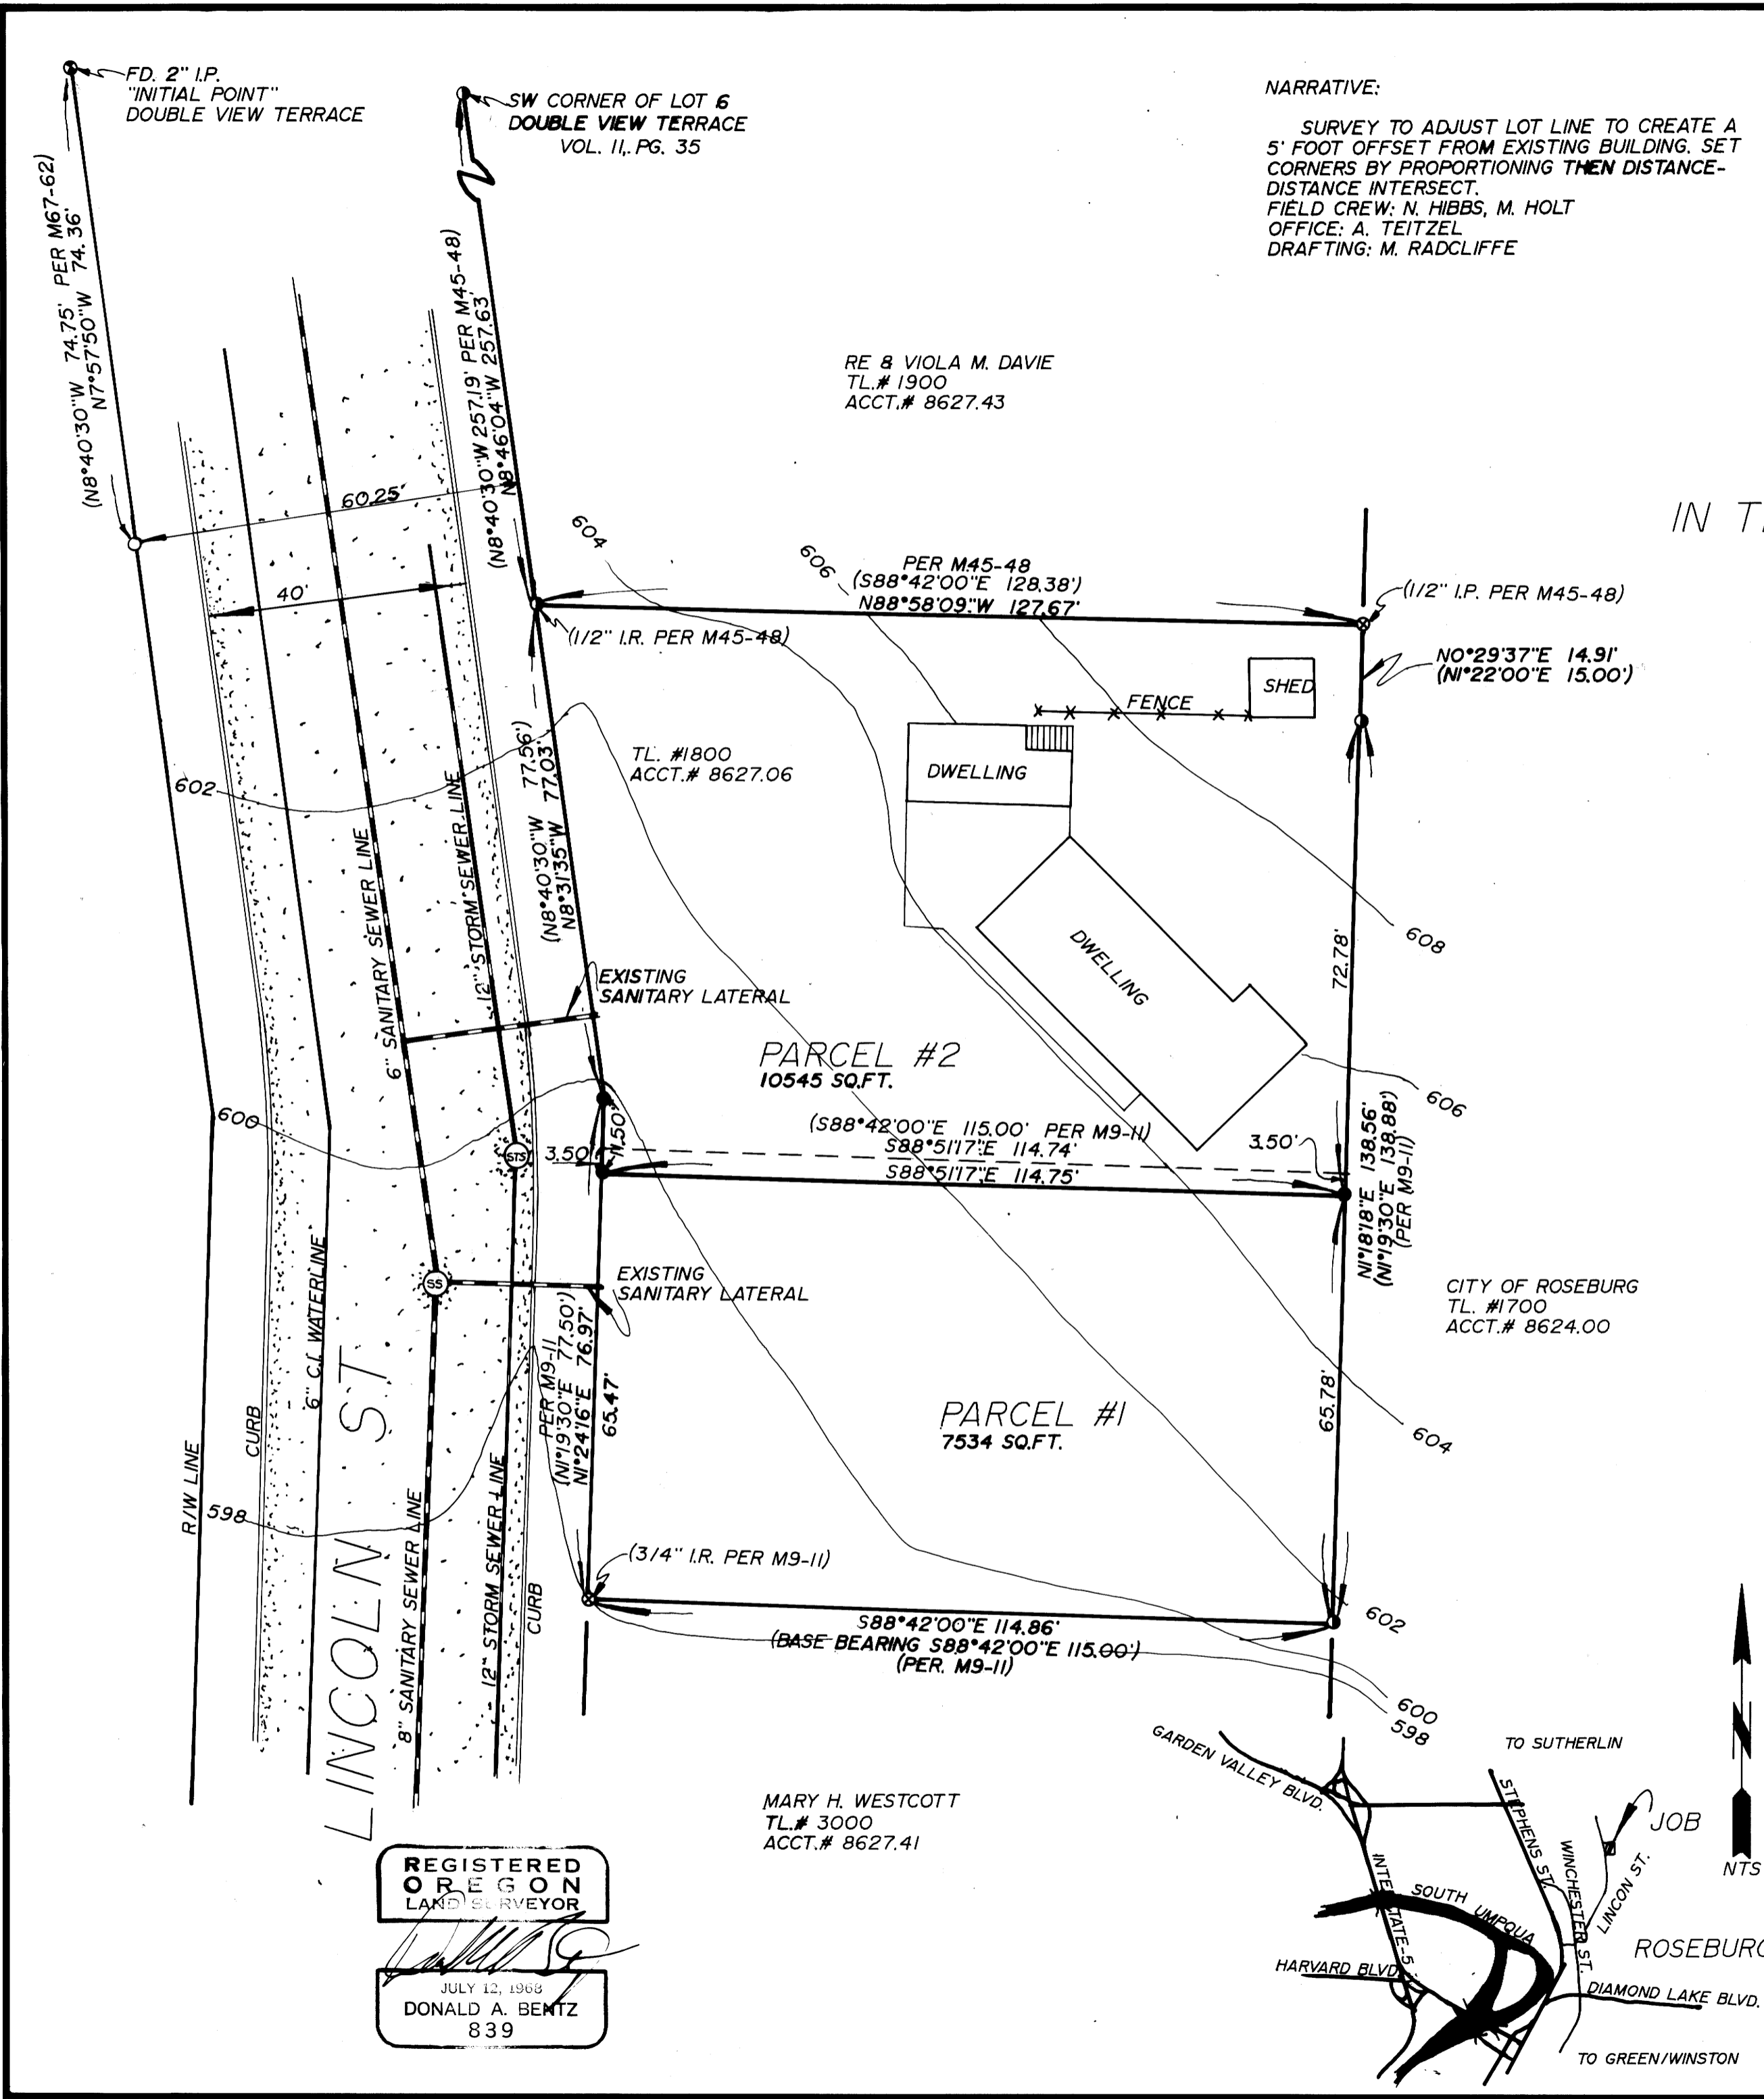 FD. 2" I.P.
"INITIAL POINT"
DOUBLE VIEW TERRACE
SW CORNER OF LOT 6
DOUBLE VIEW TERRACE
VOL. 11,. PG. 35
NARRATIVE:
SURVEY TO ADJUST LOT LINE TO CREATE A
5' FOOT OFFSET FROM EXISTING BUILDING. SET
CORNERS BY PROPORTIONING THEN DISTANCE-
DISTANCE INTERSECT.
FIELD CREW: N. HIBBS, M. HOLT
OFFICE: A. TEITZEL
DRAFTING: M. RADCLIFFE
(N8°40'30"W 74.75' PER M67-62)
N7°57'50"W 74.36'
(N8°40'30"W 257.19' PER M45-48)
N8°46'04"W 257.63'
RE & VIOLA M. DAVIE
TL.# 1900
ACCT.# 8627.43
60.25'
40'
604
606
PER M45-48
(S88°42'00"E 128.38')
N88°58'09"W 127.67'
(1/2" I.P. PER M45-48)
(1/2" I.R. PER M45-48)
N0°29'37"E 14.91'
(N1°22'00"E 15.00')
SHED
FENCE
DWELLING
TL. #1800
ACCT.# 8627.06
602
(N8°40'30"W 77.56')
N8°31'35"W 77.03'
6" SANITARY SEWER LINE
12" STORM SEWER LINE
DWELLING
608
72.78'
EXISTING
SANITARY LATERAL
PARCEL #2
10545 SQ.FT.
606
600
STS
3.50'
11.50'
(S88°42'00"E 115.00' PER M9-11)
S88°51'17"E 114.74'
S88°51'17"E 114.75'
3.50'
N1°18'18"E 138.56'
(N1°19'30"E 138.88')
(PER M9-11)
SS
EXISTING
SANITARY LATERAL
CITY OF ROSEBURG
TL. #1700
ACCT.# 8624.00
6" C.I. WATERLINE
PER M9-11
(N1°19'30"E 77.50')
N1°24'16"E 76.97'
65.47'
PARCEL #1
7534 SQ.FT.
65.78'
604
R/W LINE
CURB
598
LINCOLN ST.
8" SANITARY SEWER LINE
12" STORM SEWER LINE
CURB
(3/4" I.R. PER M9-11)
S88°42'00"E 114.86'
(BASE BEARING S88°42'00"E 115.00')
(PER. M9-11)
602
600
598
MARY H. WESTCOTT
TL.# 3000
ACCT.# 8627.41
REGISTERED
OREGON
LAND SURVEYOR
JULY 12, 1968
DONALD A. BENTZ
839
GARDEN VALLEY BLVD.
TO SUTHERLIN
STEPHENS ST.
WINCHESTER ST.
LINCON ST.
JOB
N
NTS
INTERSTATE-5
SOUTH UMPQUA
HARVARD BLVD.
ROSEBURG
DIAMOND LAKE BLVD.
TO GREEN/WINSTON
IN T